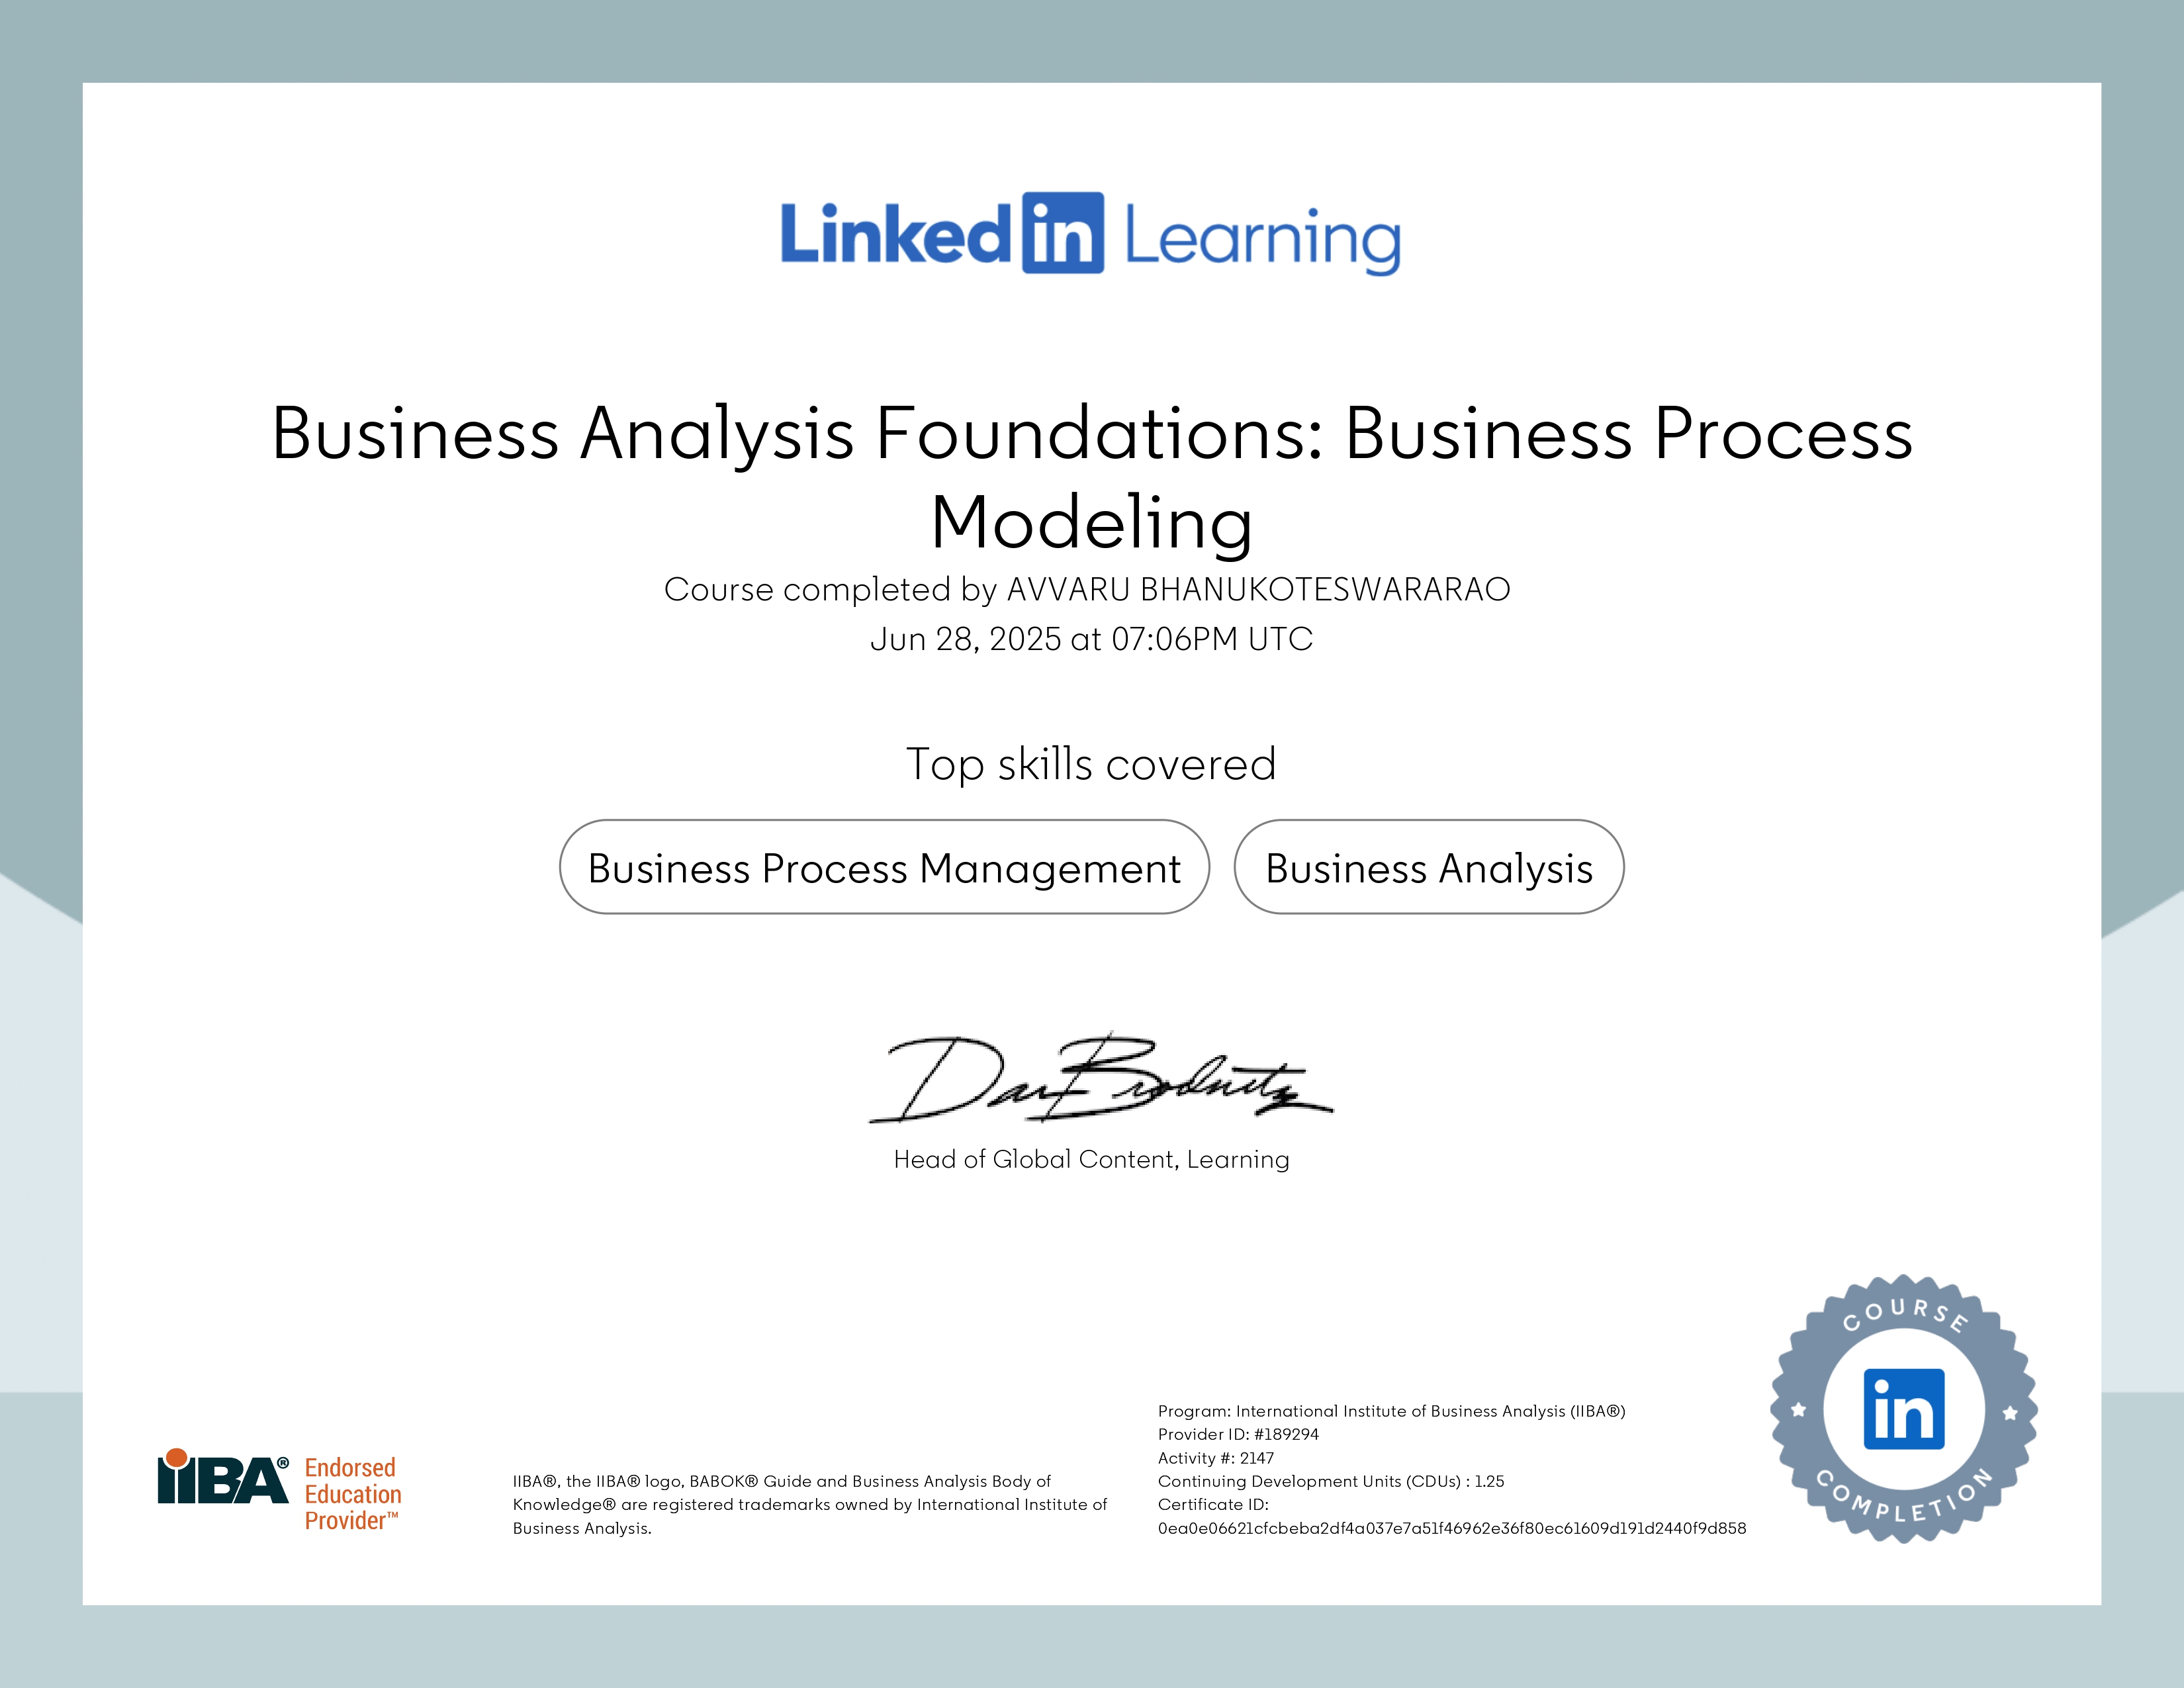 Linked in Learning
Business Analysis Foundations: Business Process
Modeling
Course completed by AVVARU BHANUKOTESWARARAO
Jun 28, 2025 at 07:06PM UTC
Top skills covered
Business Process Management
Business Analysis
Dan Brodnitz
Head of Global Content, Learning
IIBA®
Endorsed
Education
Provider™
IIBA®, the IIBA® logo, BABOK® Guide and Business Analysis Body of
Knowledge® are registered trademarks owned by International Institute of
Business Analysis.
Program: International Institute of Business Analysis (IIBA®)
Provider ID: #189294
Activity #: 2147
Continuing Development Units (CDUs) : 1.25
Certificate ID:
0ea0e06621cfcbeba2df4a037e7a51f46962e36f80ec61609d191d2440f9d858
COURSE
in
COMPLETION